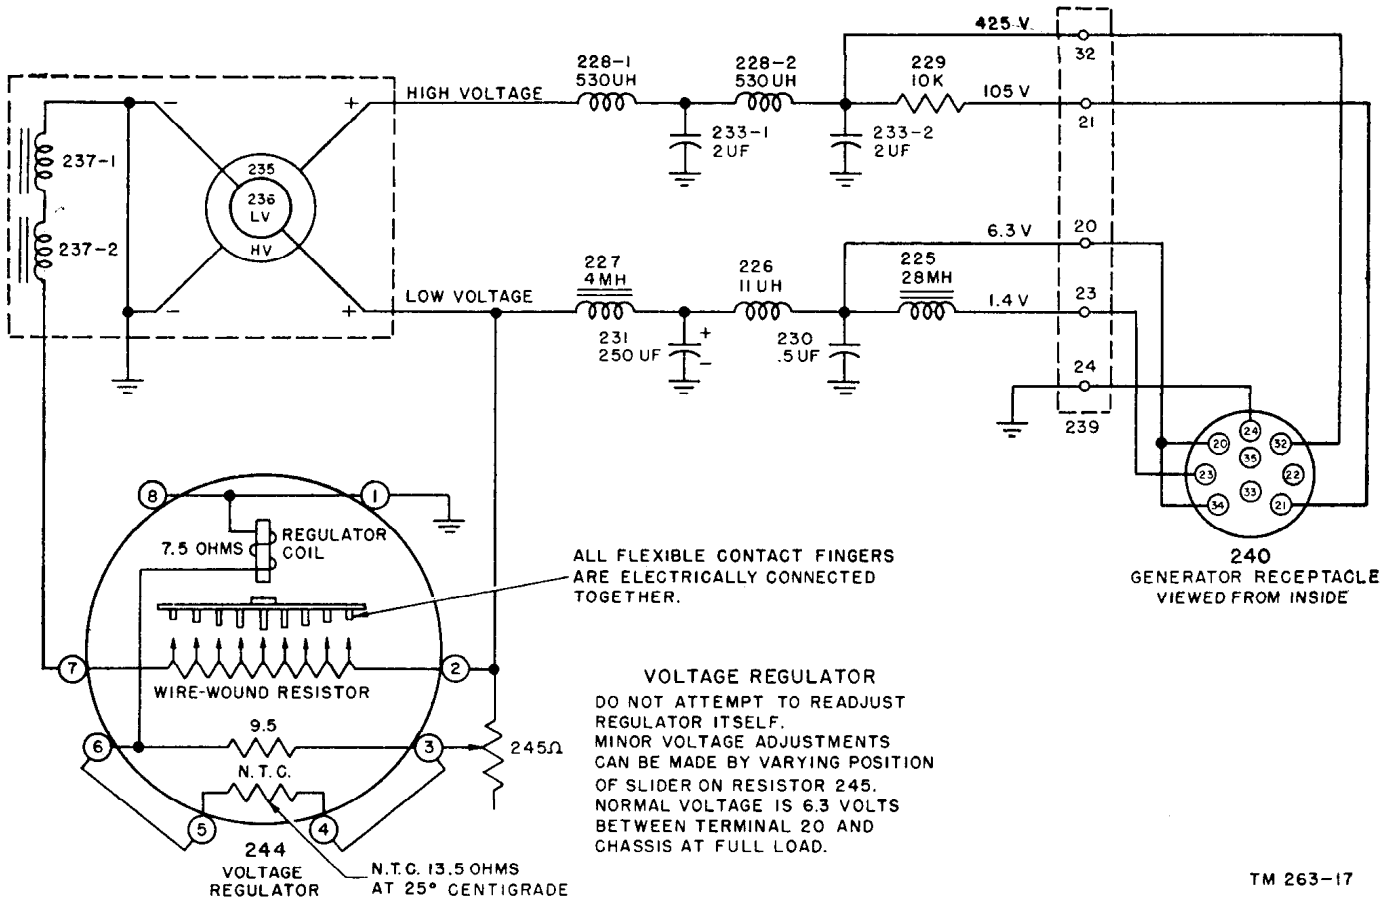 425 V
32
228-1
530UH
228-2
530UH
229
10K
HIGH VOLTAGE
105 V
21
233-1
2UF
233-2
2UF
237-1
237-2
235
236
LV
HV
−
+
−
+
6.3 V
20
227
4MH
226
11UH
225
28MH
LOW VOLTAGE
1.4 V
23
231
250 UF
+
−
230
.5UF
24
239
24
20
32
35
23
22
33
34
21
240
GENERATOR RECEPTACLE
VIEWED FROM INSIDE
8
1
REGULATOR
COIL
7.5 OHMS
ALL FLEXIBLE CONTACT FINGERS
ARE ELECTRICALLY CONNECTED
TOGETHER.
7
2
WIRE-WOUND RESISTOR
9.5
6
3
245Ω
N.T.C.
5
4
244
VOLTAGE
REGULATOR
N.T.C. 13.5 OHMS
AT 25° CENTIGRADE
VOLTAGE REGULATOR
DO NOT ATTEMPT TO READJUST
REGULATOR ITSELF.
MINOR VOLTAGE ADJUSTMENTS
CAN BE MADE BY VARYING POSITION
OF SLIDER ON RESISTOR 245.
NORMAL VOLTAGE IS 6.3 VOLTS
BETWEEN TERMINAL 20 AND
CHASSIS AT FULL LOAD.
TM 263-17